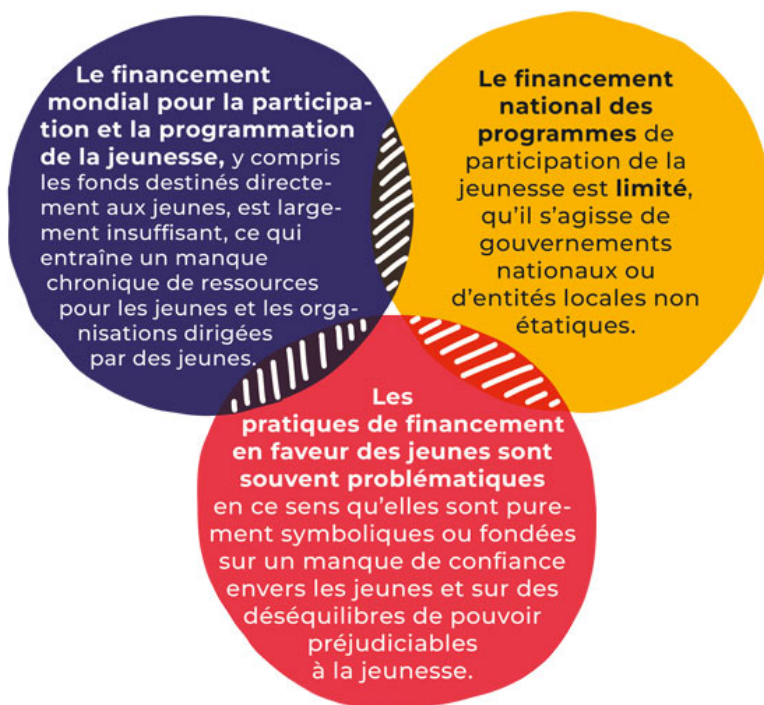 Le financement
mondial pour la participa-
tion et la programmation
de la jeunesse, y compris
les fonds destinés directe-
ment aux jeunes, est large-
ment insuffisant, ce qui
entraîne un manque
chronique de ressources
pour les jeunes et les orga-
nisations dirigées
par des jeunes.
Le financement
national des
programmes de
participation de la
jeunesse est limité,
qu'il s'agisse de
gouvernements
nationaux ou
d'entités locales non
étatiques.
Les
pratiques de financement
en faveur des jeunes sont
souvent problématiques
en ce sens qu'elles sont pure-
ment symboliques ou fondées
sur un manque de confiance
envers les jeunes et sur des
déséquilibres de pouvoir
préjudiciables
à la jeunesse.